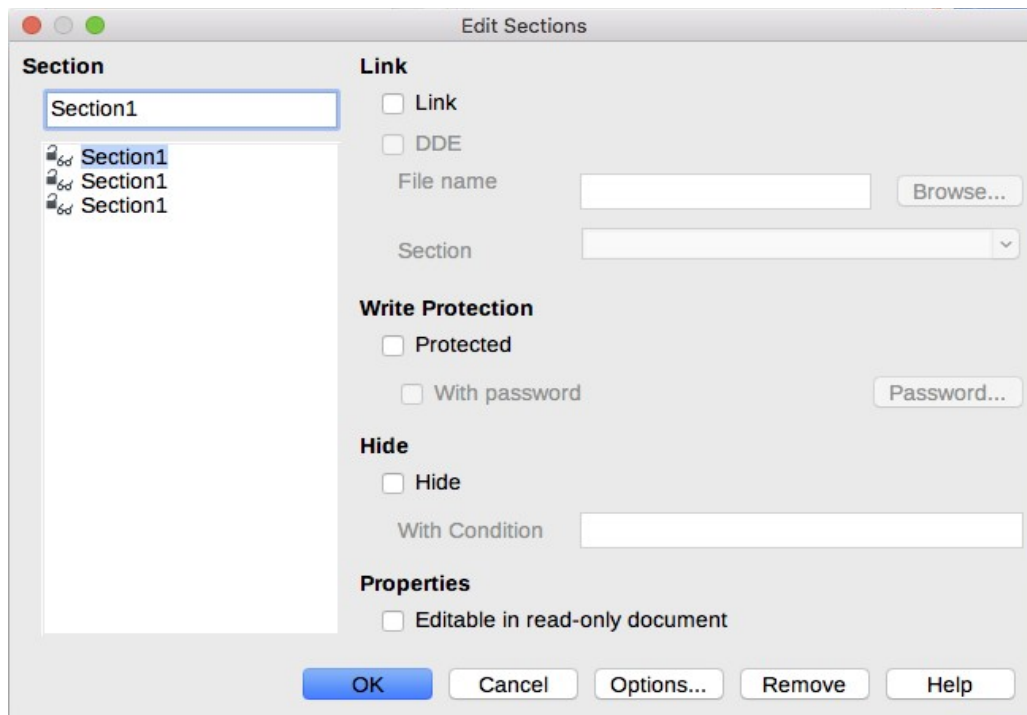 Edit Sections
Section
Section1
Section1
Section1
Section1
Link
Link
DDE
File name
Browse...
Section
Write Protection
Protected
With password
Password...
Hide
Hide
With Condition
Properties
Editable in read-only document
OK
Cancel
Options...
Remove
Help